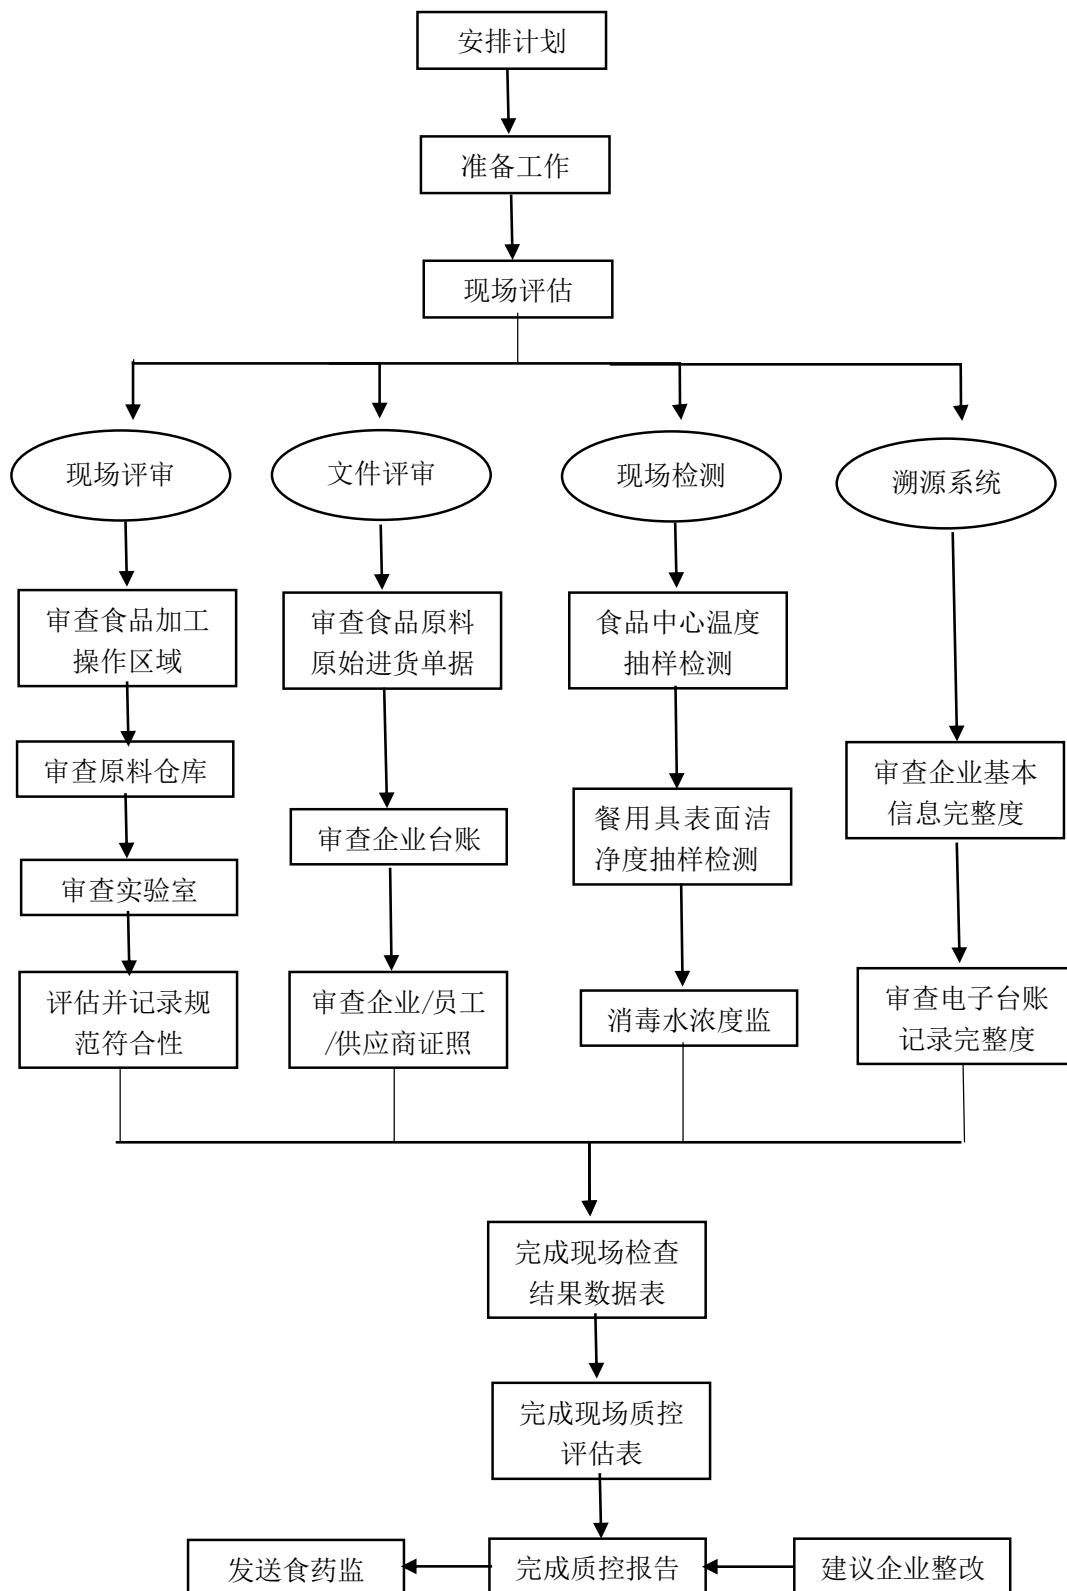 安排计划
准备工作
现场评估
现场评审
文件评审
现场检测
溯源系统
审查食品加工
操作区域
审查食品原料
原始进货单据
食品中心温度
抽样检测
审查原料仓库
审查企业基本
信息完整度
审查企业台账
餐用具表面洁
净度抽样检测
审查实验室
评估并记录规
范符合性
审查企业/员工
/供应商证照
消毒水浓度监
审查电子台账
记录完整度
完成现场检查
结果数据表
完成现场质控
评估表
发送食药监
完成质控报告
建议企业整改